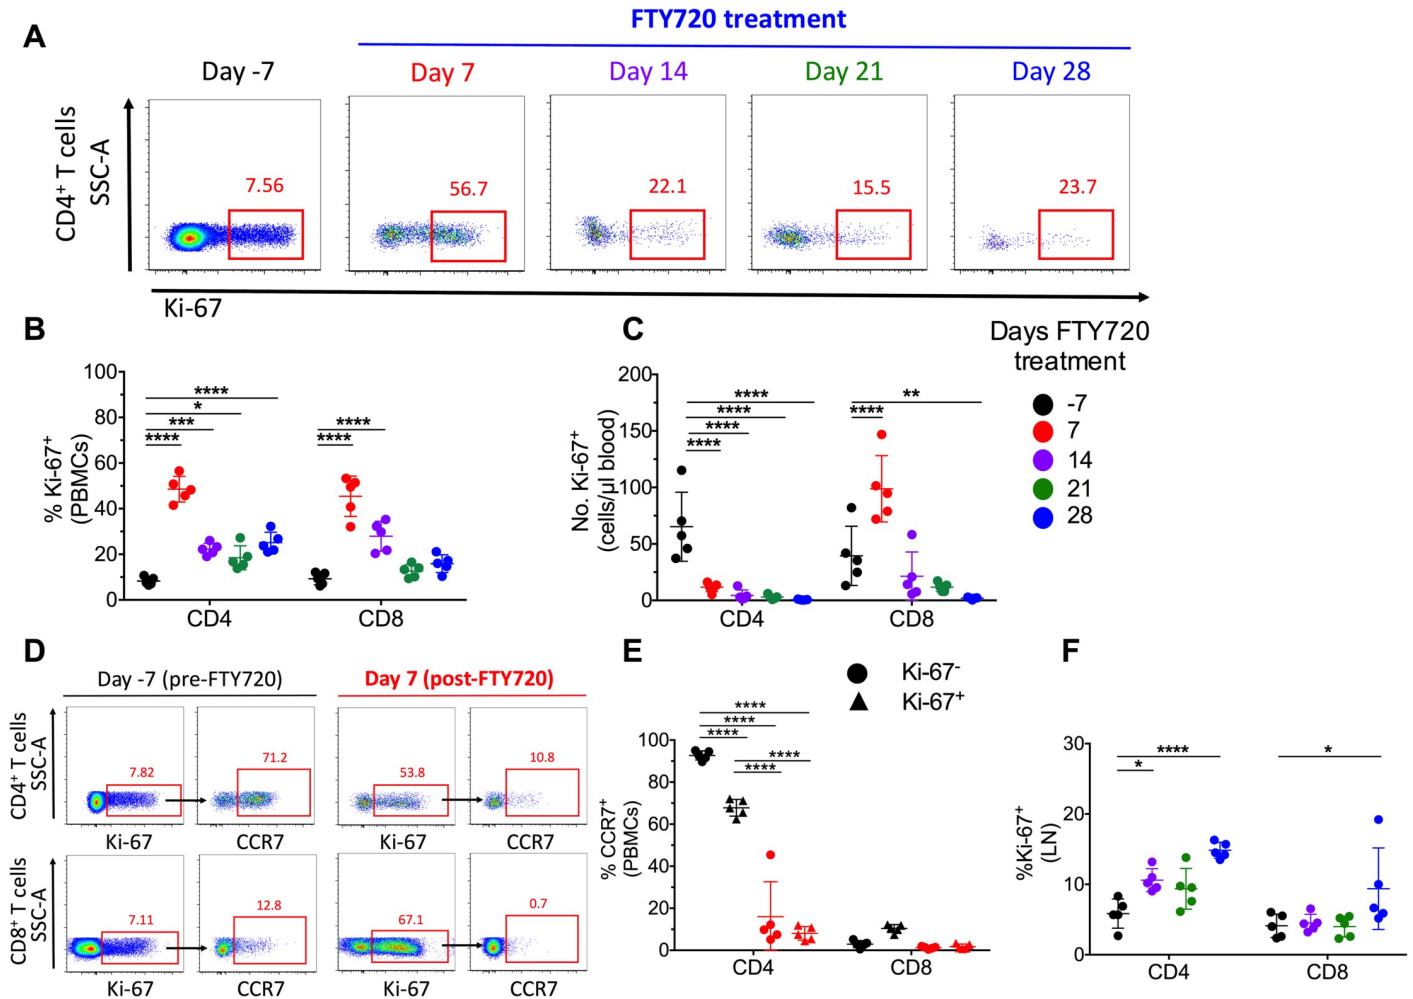 A
FTY720 treatment
Day -7
Day 7
Day 14
Day 21
Day 28
CD4+ T cells
SSC-A
7.56
56.7
22.1
15.5
23.7
Ki-67
B
% Ki-67+
(PBMCs)
100
80
60
40
20
0
****
*
***
****
****
****
CD4
CD8
C
No. Ki-67+
(cells/µl blood)
200
150
100
50
0
****
****
****
****
**
****
CD4
CD8
Days FTY720
treatment
-7
7
14
21
28
D
Day -7 (pre-FTY720)
Day 7 (post-FTY720)
CD4+ T cells
SSC-A
7.82
71.2
53.8
10.8
Ki-67
CCR7
Ki-67
CCR7
CD8+ T cells
SSC-A
7.11
12.8
67.1
0.7
Ki-67
CCR7
Ki-67
CCR7
E
Ki-67-
Ki-67+
% CCR7+
(PBMCs)
100
80
60
40
20
0
****
****
****
****
****
CD4
CD8
F
%Ki-67+
(LN)
30
20
10
0
****
*
*
CD4
CD8